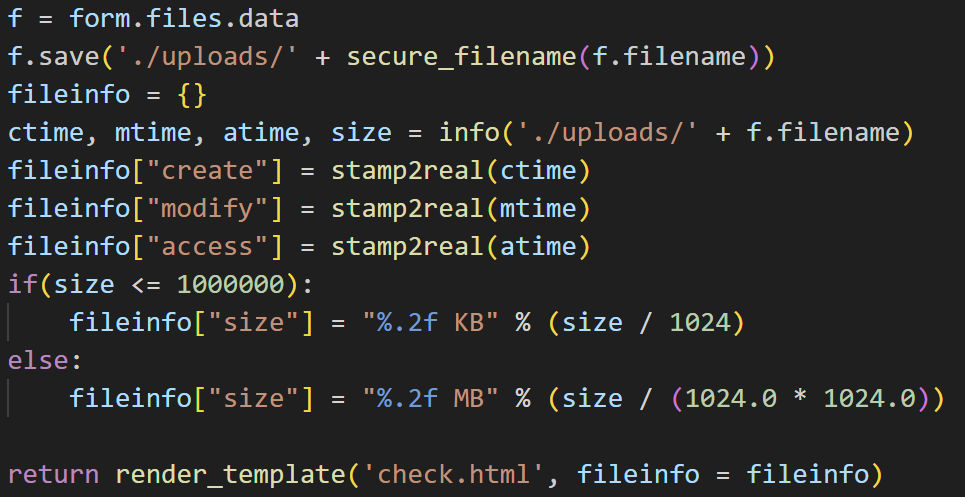 f = form.files.data
f.save('./uploads/' + secure_filename(f.filename))
fileinfo = {}
ctime, mtime, atime, size = info('./uploads/' + f.filename)
fileinfo["create"] = stamp2real(ctime)
fileinfo["modify"] = stamp2real(mtime)
fileinfo["access"] = stamp2real(atime)
if(size <= 1000000):
    fileinfo["size"] = "%.2f KB" % (size / 1024)
else:
    fileinfo["size"] = "%.2f MB" % (size / (1024.0 * 1024.0))
return render_template('check.html', fileinfo = fileinfo)